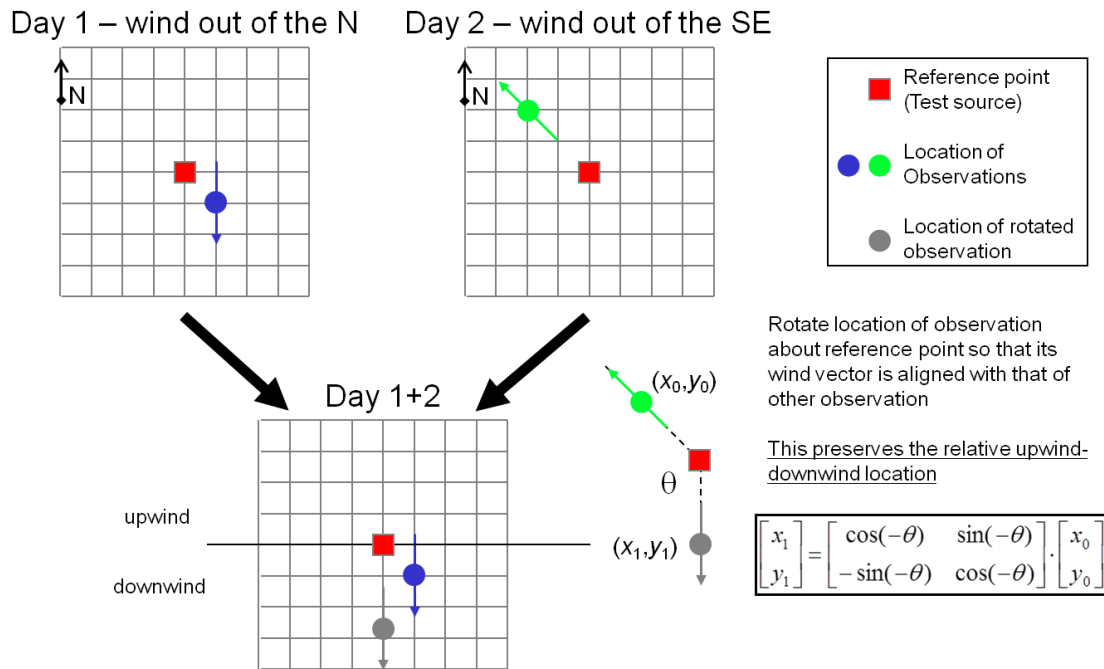 Day 1 – wind out of the N
Day 2 – wind out of the SE
N
N
Reference point
(Test source)
Location of
Observations
Location of rotated
observation
Day 1+2
upwind
downwind
(x₀,y₀)
θ
(x₁,y₁)
Rotate location of observation
about reference point so that its
wind vector is aligned with that of
other observation
This preserves the relative upwind-
downwind location
[x₁ y₁] = [cos(−θ) sin(−θ) −sin(−θ) cos(−θ)] · [x₀ y₀]